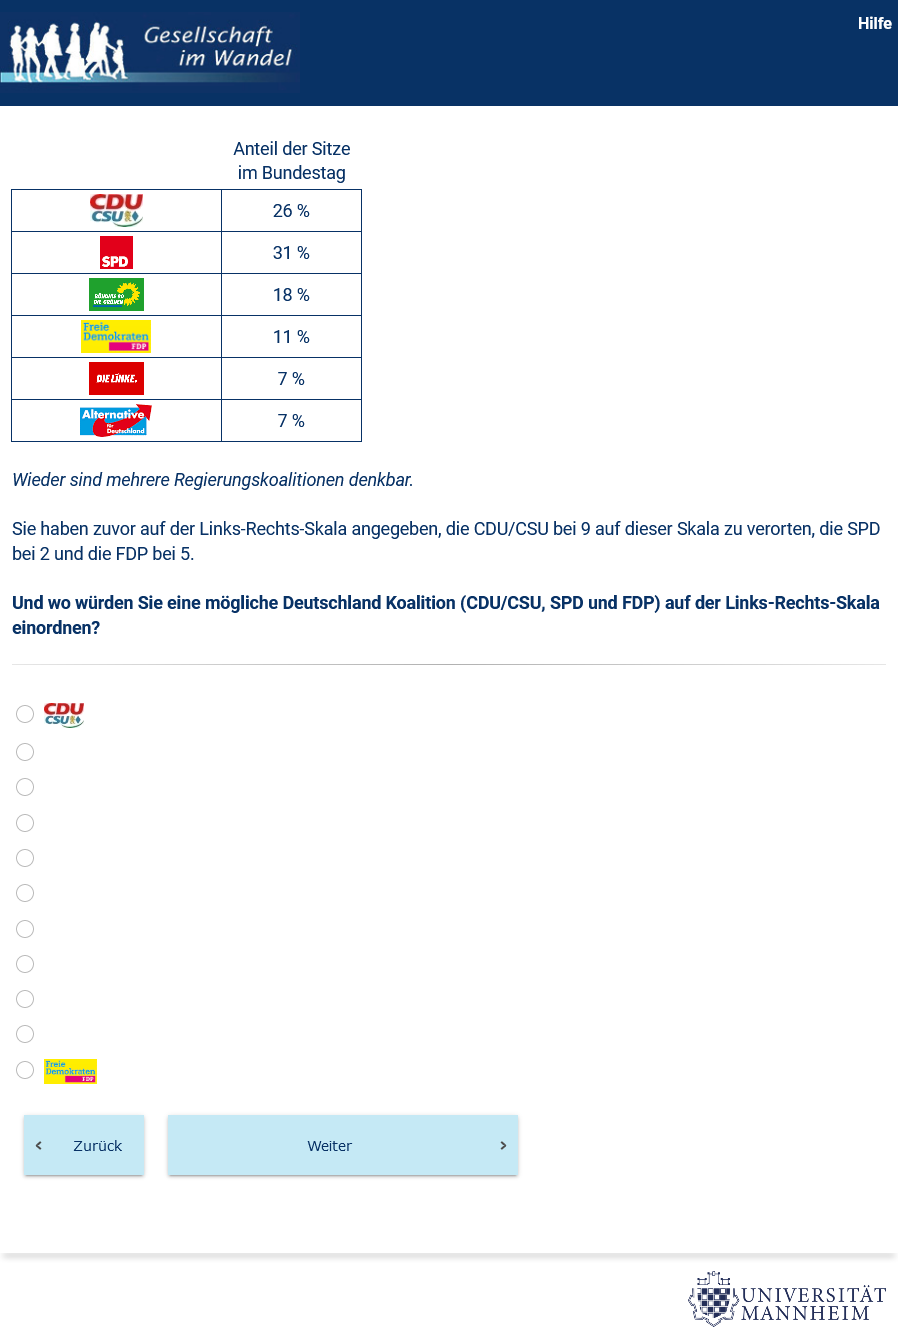 Gesellschaft
im Wandel
Hilfe
Anteil der Sitze
im Bundestag
CDU
CSU
26 %
SPD
31 %
BÜNDNIS 90
DIE GRÜNEN
18 %
Freie
Demokraten
FDP
11 %
DIE LINKE.
7 %
Alternative
für
Deutschland
7 %
Wieder sind mehrere Regierungskoalitionen denkbar.
Sie haben zuvor auf der Links-Rechts-Skala angegeben, die CDU/CSU bei 9 auf dieser Skala zu verorten, die SPD
bei 2 und die FDP bei 5.
Und wo würden Sie eine mögliche Deutschland Koalition (CDU/CSU, SPD und FDP) auf der Links-Rechts-Skala
einordnen?
CDU
CSU
Freie
Demokraten
FDP
Zurück
Weiter
UNIVERSITÄT
MANNHEIM